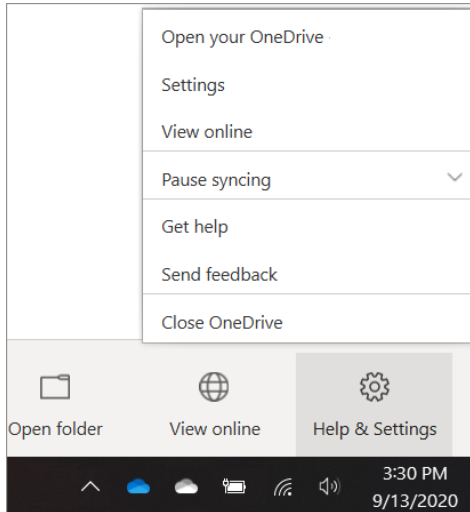 Open your OneDrive
Settings
View online
Pause syncing
Get help
Send feedback
Close OneDrive
Open folder
View online
Help & Settings
3:30 PM
9/13/2020